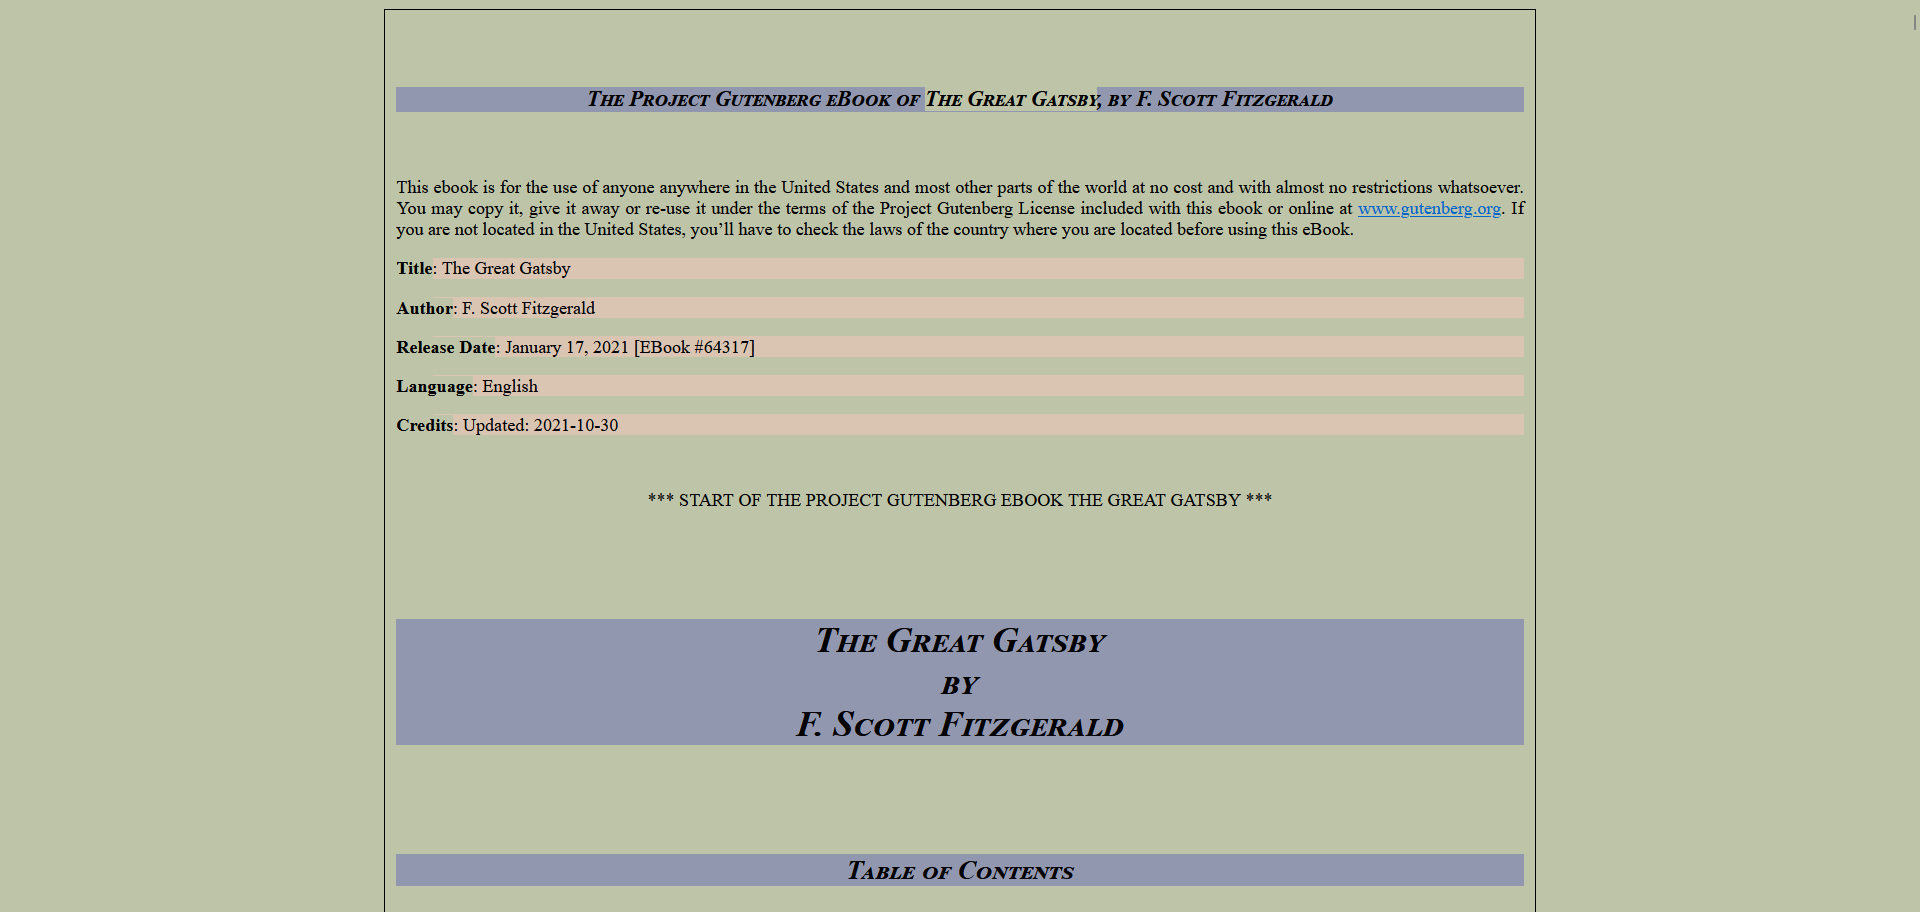 The Project Gutenberg eBook of The Great Gatsby, by F. Scott Fitzgerald
This ebook is for the use of anyone anywhere in the United States and most other parts of the world at no cost and with almost no restrictions whatsoever.
You may copy it, give it away or re-use it under the terms of the Project Gutenberg License included with this ebook or online at www.gutenberg.org. If
you are not located in the United States, you’ll have to check the laws of the country where you are located before using this eBook.
Title: The Great Gatsby
Author: F. Scott Fitzgerald
Release Date: January 17, 2021 [EBook #64317]
Language: English
Credits: Updated: 2021-10-30
*** START OF THE PROJECT GUTENBERG EBOOK THE GREAT GATSBY ***
The Great Gatsby
by
F. Scott Fitzgerald
Table of Contents